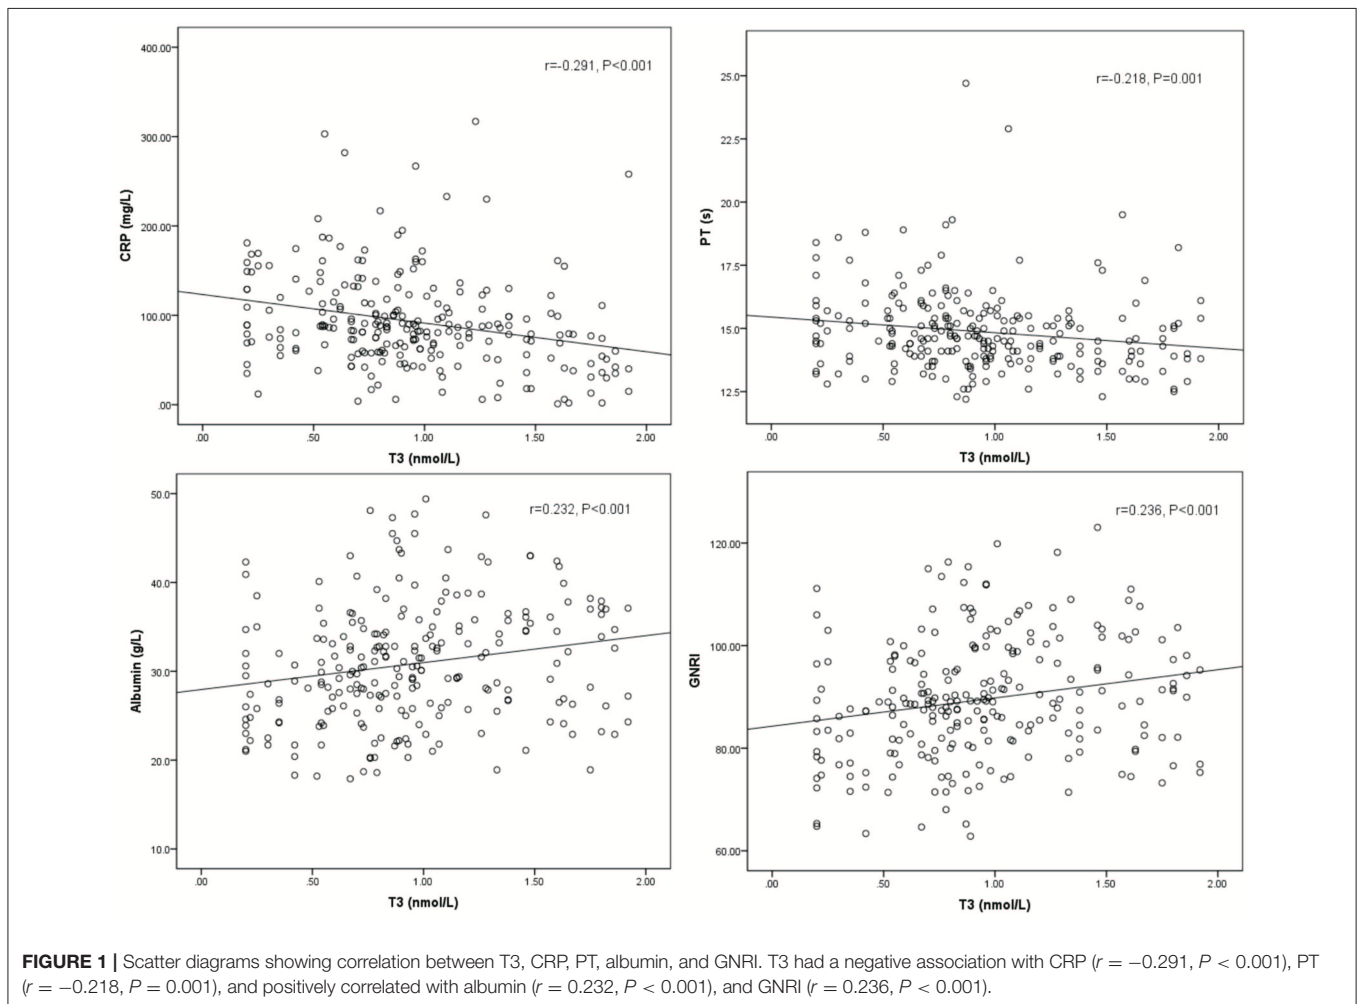 400.00
300.00
200.00
100.00
.00
CRP (mg/L)
r=-0.291, P<0.001
.00 .50 1.00 1.50 2.00
T3 (nmol/L)
25.0
22.5
20.0
17.5
15.0
12.5
PT (s)
r=-0.218, P=0.001
.00 .50 1.00 1.50 2.00
T3 (nmol/L)
50.0
40.0
30.0
20.0
10.0
Albumin (g/L)
r=0.232, P<0.001
.00 .50 1.00 1.50 2.00
T3 (nmol/L)
120.00
100.00
80.00
60.00
GNRI
r=0.236, P<0.001
.00 .50 1.00 1.50 2.00
T3 (nmol/L)
FIGURE 1 | Scatter diagrams showing correlation between T3, CRP, PT, albumin, and GNRI. T3 had a negative association with CRP (r = −0.291, P < 0.001), PT
(r = −0.218, P = 0.001), and positively correlated with albumin (r = 0.232, P < 0.001), and GNRI (r = 0.236, P < 0.001).